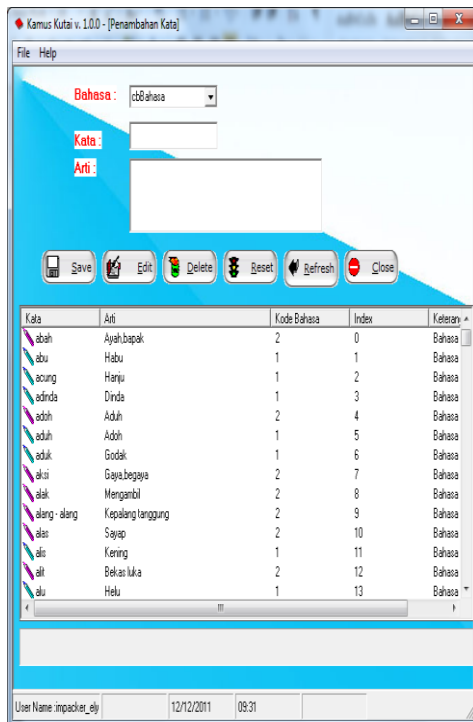 Kamus Kutai v. 1.0.0 - [Penambahan Kata]
File Help
Bahasa : cbBahasa
Kata :
Arti :
Save Edit Delete Reset Refresh Close
Kata Arti Kode Bahasa Index Keteran
abah Ayah,bapak 2 0 Bahasa
abu Habu 1 1 Bahasa
acung Hanju 1 2 Bahasa
adinda Dinda 1 3 Bahasa
adoh Aduh 2 4 Bahasa
aduh Adoh 1 5 Bahasa
aduk Godak 1 6 Bahasa
aksi Gaya,begaya 2 7 Bahasa
alak Mengambil 2 8 Bahasa
alang - alang Kepalang tanggung 2 9 Bahasa
alas Sayap 2 10 Bahasa
alis Kening 1 11 Bahasa
alit Bekas luka 2 12 Bahasa
alu Helu 1 13 Bahasa
User Name :impacker_ely 12/12/2011 09:31